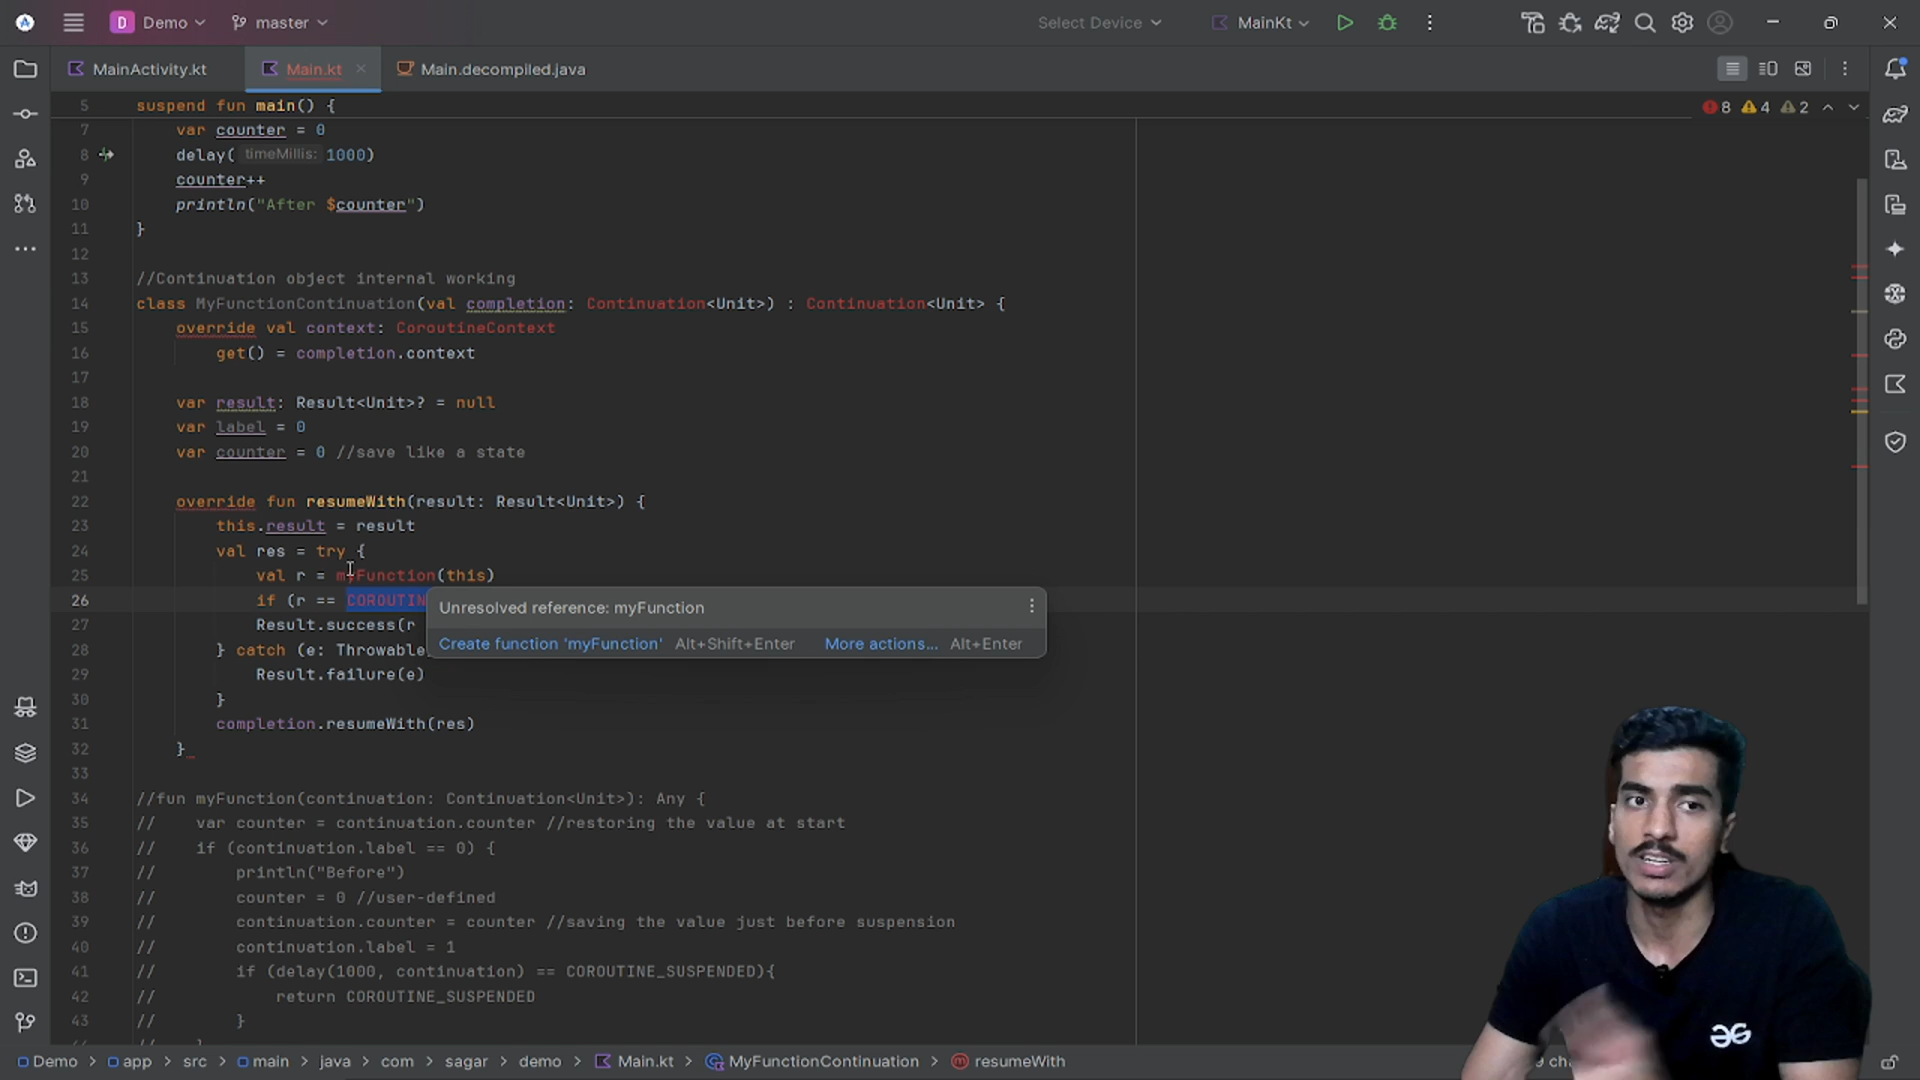 D Demo master Select Device MainKt
MainActivity.kt Main.kt Main.decompiled.java
5 suspend fun main() { 8 4 2
7 var counter = 0
8 delay( timeMillis: 1000)
9 counter++
10 println("After $counter")
11 }
12
13 //Continuation object internal working
14 class MyFunctionContinuation(val completion: Continuation<Unit>) : Continuation<Unit> {
15 override val context: CoroutineContext
16 get() = completion.context
17
18 var result: Result<Unit>? = null
19 var label = 0
20 var counter = 0 //save like a state
21
22 override fun resumeWith(result: Result<Unit>) {
23 this.result = result
24 val res = try {
25 val r = myFunction(this)
26 if (r == COROUTIN
Unresolved reference: myFunction
27 Result.success(r
Create function 'myFunction' Alt+Shift+Enter More actions... Alt+Enter
28 } catch (e: Throwable
29 Result.failure(e)
30 }
31 completion.resumeWith(res)
32 }
33
34 //fun myFunction(continuation: Continuation<Unit>): Any {
35 // var counter = continuation.counter //restoring the value at start
36 // if (continuation.label == 0) {
37 // println("Before")
38 // counter = 0 //user-defined
39 // continuation.counter = counter //saving the value just before suspension
40 // continuation.label = 1
41 // if (delay(1000, continuation) == COROUTINE_SUSPENDED){
42 // return COROUTINE_SUSPENDED
43 // }
Demo > app > src > main > java > com > sagar > demo > Main.kt > MyFunctionContinuation > resumeWith